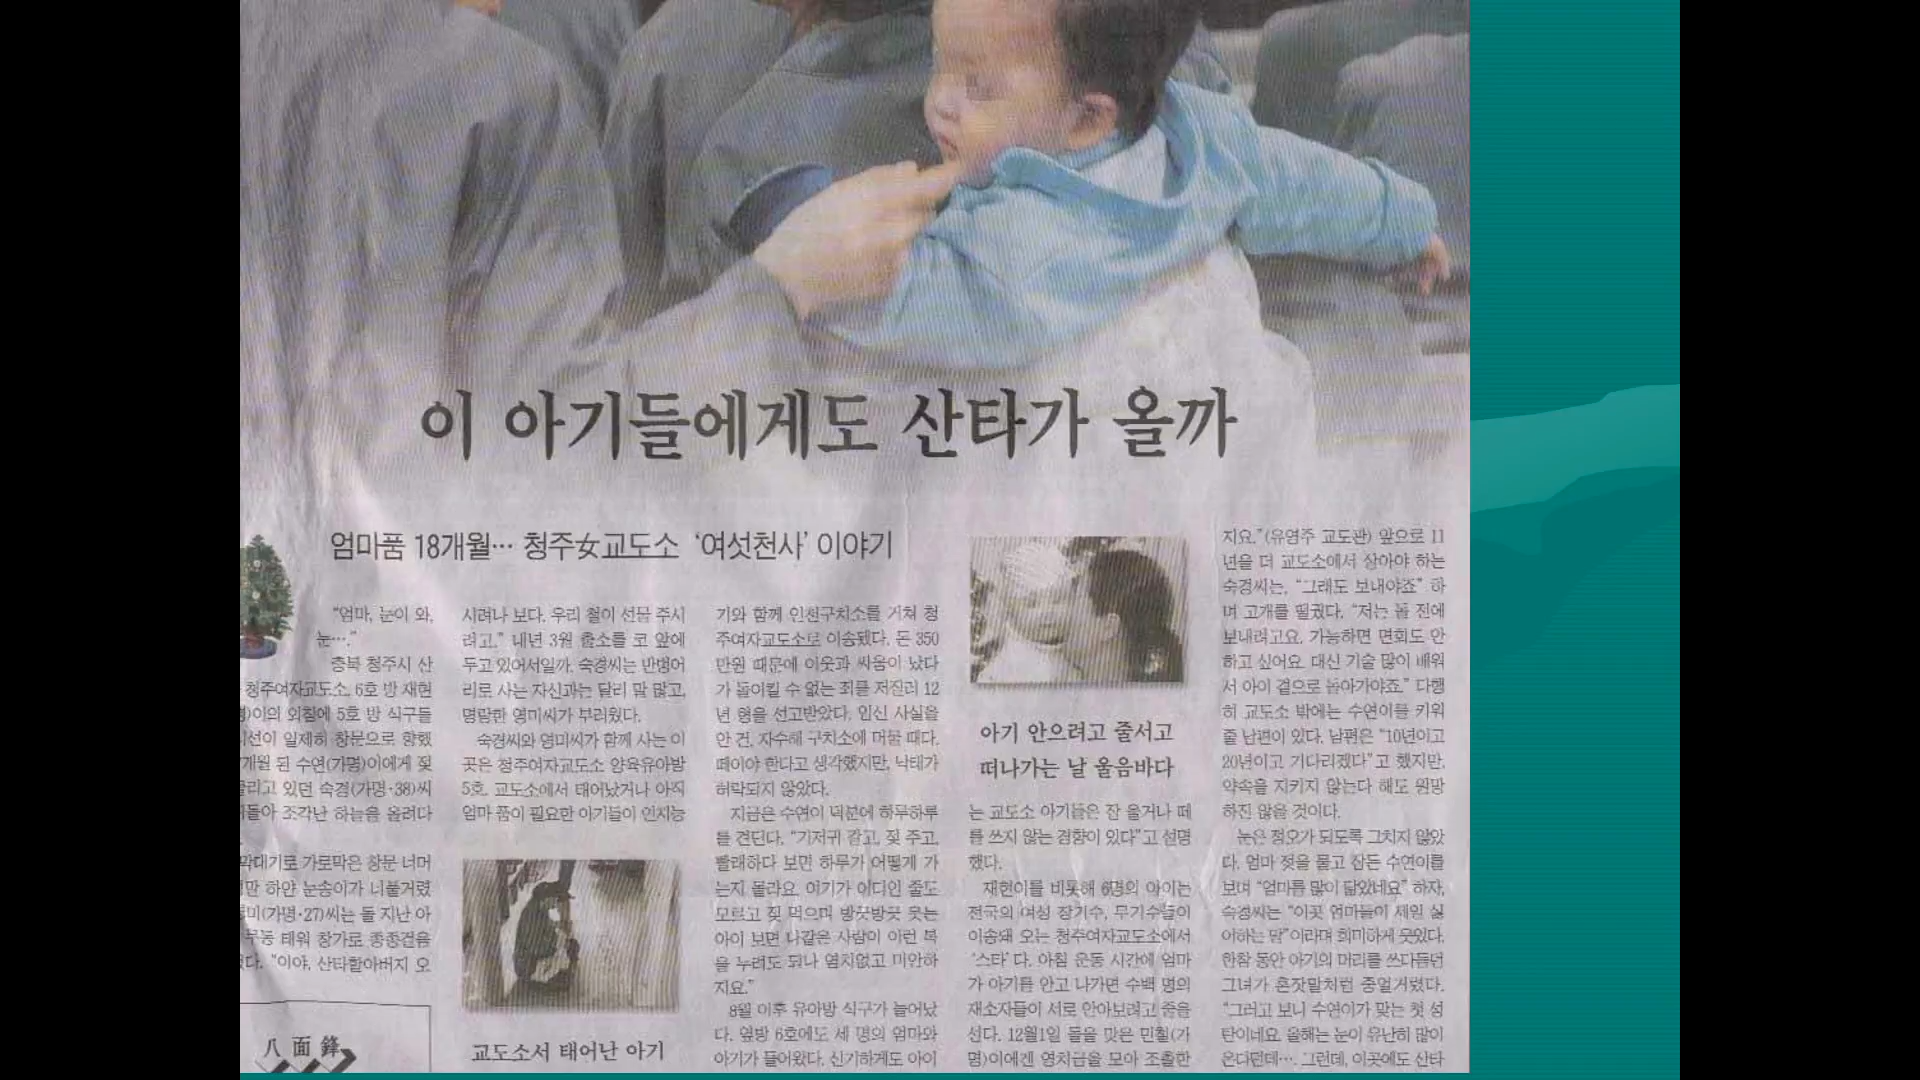 이 아기들에게도 산타가 올까
엄마품 18개월… 청주女교도소 ‘여섯천사’ 이야기
“엄마, 눈이 와,
눈….”
충북 청주시 산
청주여자교도소. 6호 방 재현
이의 외침에 5호 방 식구들
시선이 일제히 창문으로 향했
개월 된 수연(가명)이에게 젖
물리고 있던 숙경(가명·38)씨
돌아 조각난 하늘을 올려다
막대기로 가로막은 창문 너머
만 하얀 눈송이가 너풀거렸
미(가명·27)씨는 돌 지난 아
무동 태워 창가로 종종걸음
다. “이야, 산타할아버지 오
八面鋒
시려나 보다. 우리 철이 선물 주시
려고.” 내년 3월 출소를 코 앞에
두고 있어서일까. 숙경씨는 반벙어
리로 사는 자신과는 달리 말 많고,
명랑한 영미씨가 부러웠다.
숙경씨와 영미씨가 함께 사는 이
곳은 청주여자교도소 양육유아방
5호. 교도소에서 태어났거나 아직
엄마 품이 필요한 아기들이 인지능
교도소서 태어난 아기
기와 함께 인천구치소를 거쳐 청
주여자교도소로 이송됐다. 돈 350
만원 때문에 이웃과 싸움이 났다
가 돌이킬 수 없는 죄를 저질러 12
년 형을 선고받았다. 임신 사실을
안 건, 자수해 구치소에 머물 때다.
떼어야 한다고 생각했지만, 낙태가
허락되지 않았다.
지금은 수연이 덕분에 하루하루
를 견딘다. “기저귀 갈고, 젖 주고,
빨래하다 보면 하루가 어떻게 가
는지 몰라요. 여기가 어디인 줄도
모르고 젖 먹으며 방긋방긋 웃는
아이 보면 나같은 사람이 이런 복
을 누려도 되나 염치없고 미안하
지요.”
8월 이후 유아방 식구가 늘어났
다. 옆방 6호에도 세 명의 엄마와
아기가 들어왔다. 신기하게도 아이
아기 안으려고 줄서고
떠나가는 날 울음바다
는 교도소 아기들은 잘 울거나 떼
를 쓰지 않는 경향이 있다”고 설명
했다.
재현이를 비롯해 6명의 아이는
전국의 여성 장기수, 무기수들이
이송돼 오는 청주여자교도소에서
‘스타’다. 아침 운동 시간에 엄마
가 아기를 안고 나가면 수백 명의
재소자들이 서로 안아보려고 줄을
선다. 12월1일 돌을 맞은 민철(가
명)이에겐 영치금을 모아 조촐한
지요.”(유영주 교도관) 앞으로 11
년을 더 교도소에서 살아야 하는
숙경씨는, “그래도 보내야죠” 하
며 고개를 떨궜다. “저는 돌 전에
보내려고요. 가능하면 면회도 안
하고 싶어요. 대신 기술 많이 배워
서 아이 곁으로 돌아가야죠.” 다행
히 교도소 밖에는 수연이를 키워
줄 남편이 있다. 남편은 “10년이고
20년이고 기다리겠다”고 했지만,
약속을 지키지 않는다 해도 원망
하진 않을 것이다.
눈은 정오가 되도록 그치지 않았
다. 엄마 젖을 물고 잠든 수연이를
보며 “엄마를 많이 닮았네요” 하자,
숙경씨는 “이곳 엄마들이 제일 싫
어하는 말”이라며 희미하게 웃었다.
한참 동안 아기의 머리를 쓰다듬던
그녀가 혼잣말처럼 중얼거렸다.
“그러고 보니 수연이가 맞는 첫 성
탄이네요. 올해는 눈이 유난히 많이
온다던데…. 그런데, 이곳에도 산타